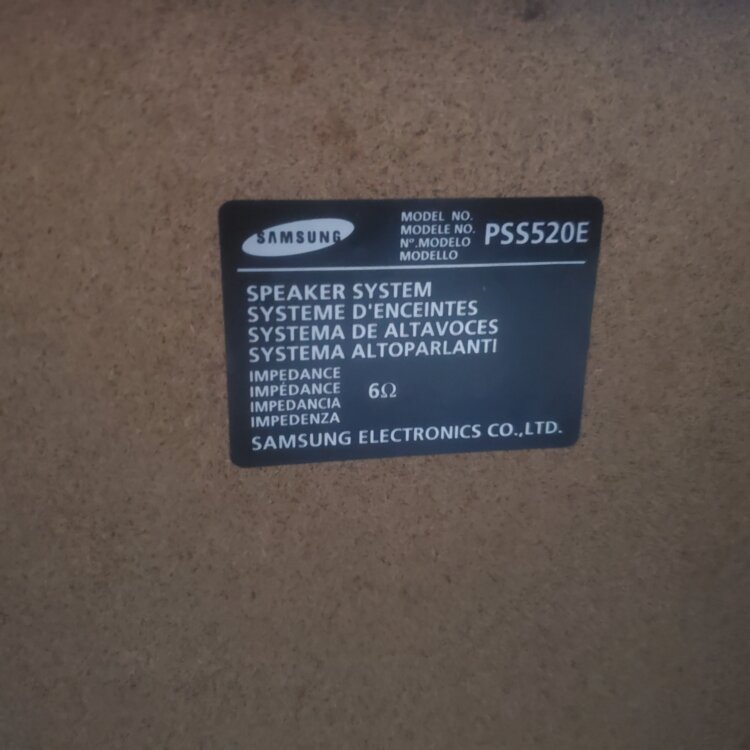 SAMSUNG
MODEL NO.
MODELE NO.
Nº.MODELO
MODELLO
PSS520E
SPEAKER SYSTEM
SYSTEME D'ENCEINTES
SYSTEMA DE ALTAVOCES
SYSTEMA ALTOPARLANTI
IMPEDANCE
IMPÉDANCE
IMPEDANCIA
IMPEDENZA
6Ω
SAMSUNG ELECTRONICS CO.,LTD.